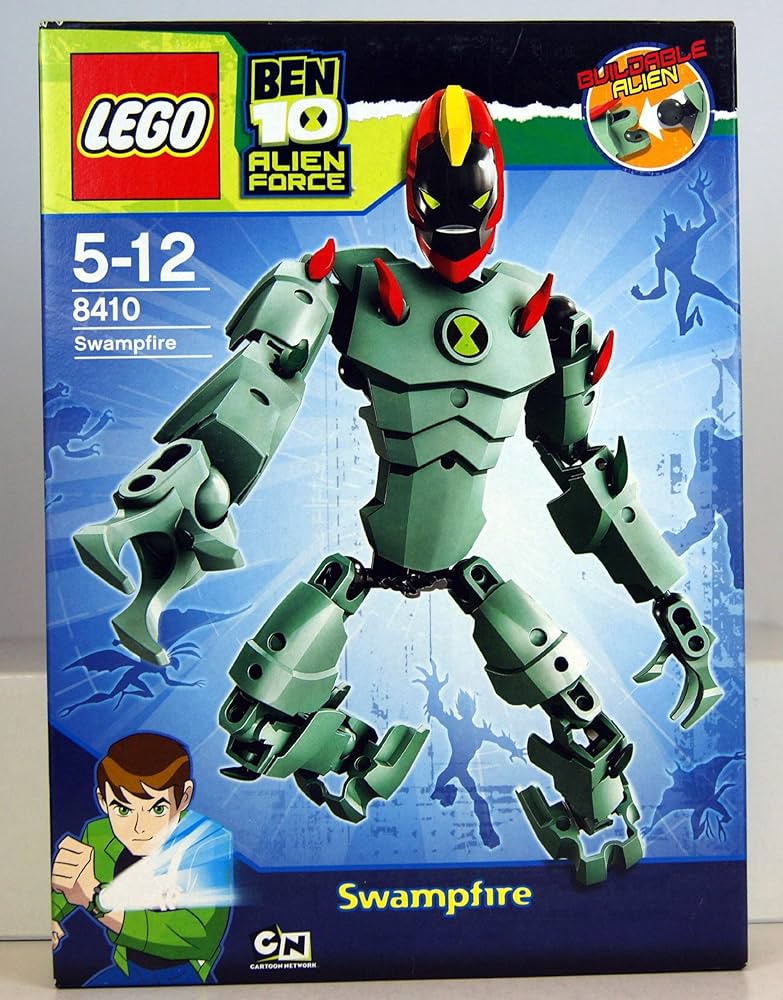 LEGO
BEN
10
ALIEN
FORCE
BUILDABLE
ALIEN
5-12
8410
Swampfire
Swampfire
CN
CARTOON NETWORK